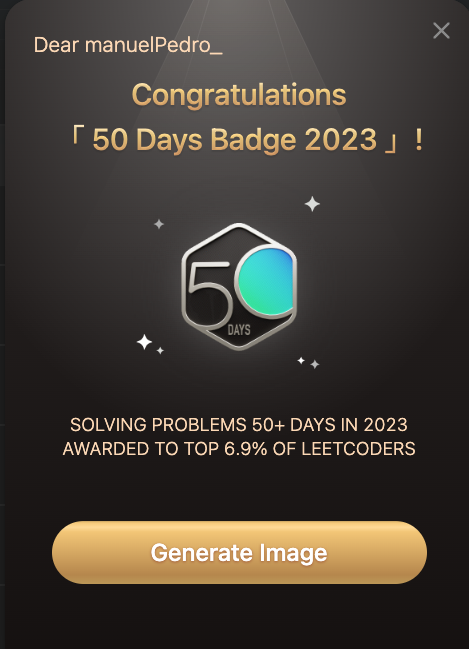 Dear manuelPedro_
Congratulations
「 50 Days Badge 2023 」!
50
DAYS
SOLVING PROBLEMS 50+ DAYS IN 2023
AWARDED TO TOP 6.9% OF LEETCODERS
Generate Image